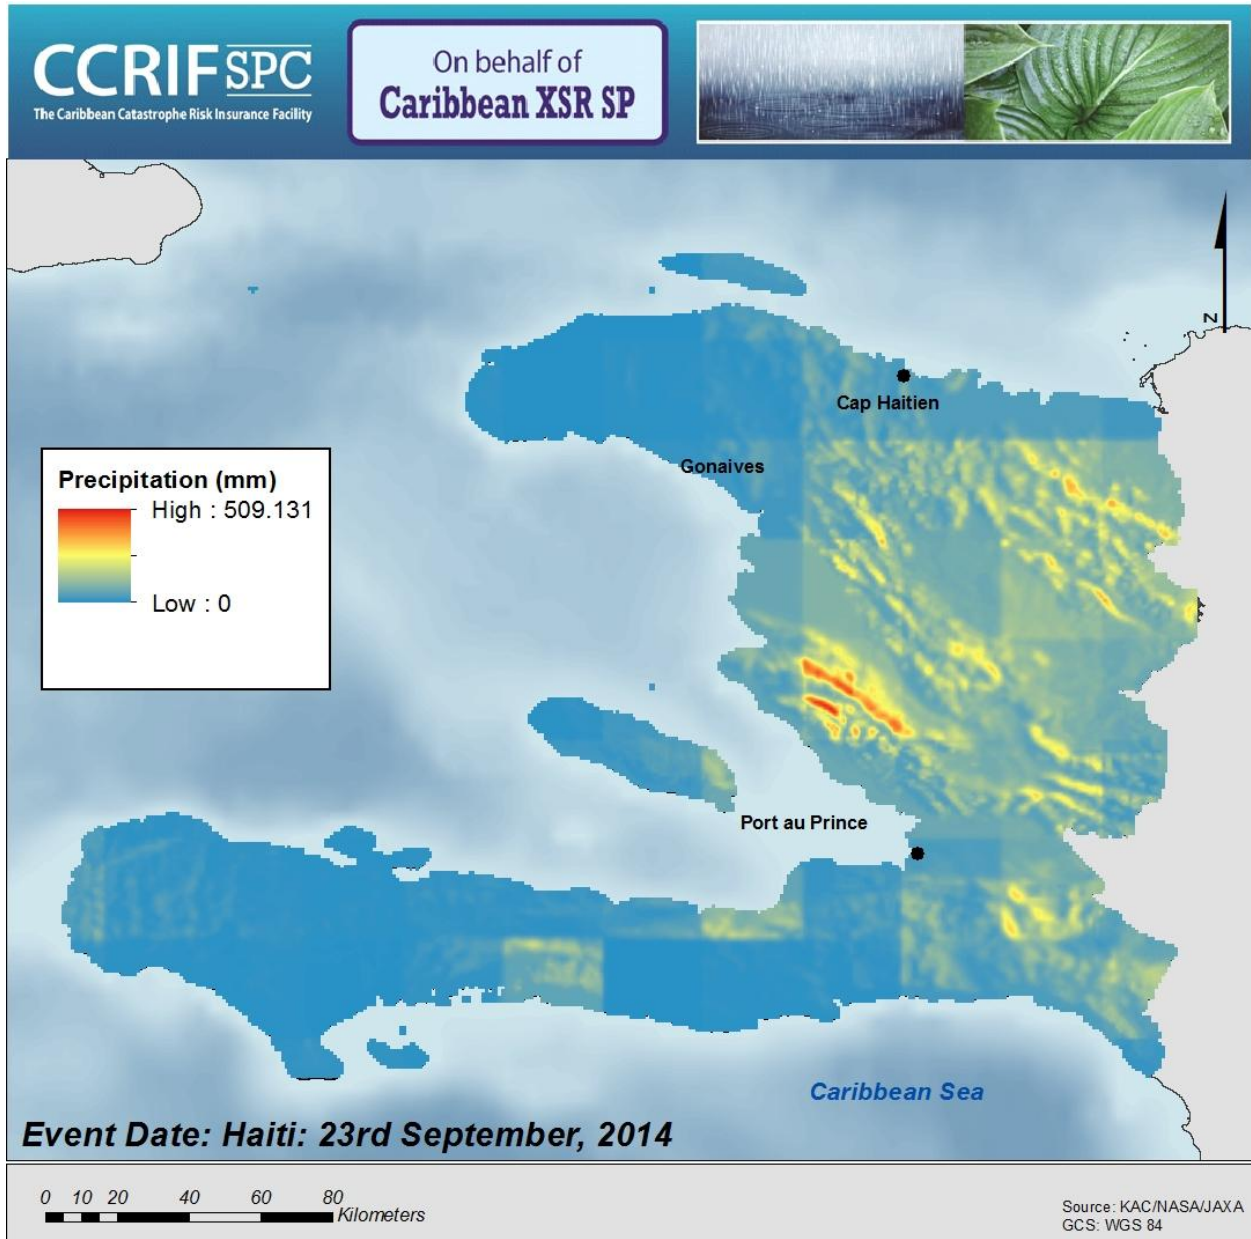 CCRIF SPC
The Caribbean Catastrophe Risk Insurance Facility
On behalf of
Caribbean XSR SP
N
Cap Haitien
Gonaives
Precipitation (mm)
High : 509.131
Low : 0
Port au Prince
Caribbean Sea
Event Date: Haiti: 23rd September, 2014
0 10 20 40 60 80
Kilometers
Source: KAC/NASA/JAXA
GCS: WGS 84